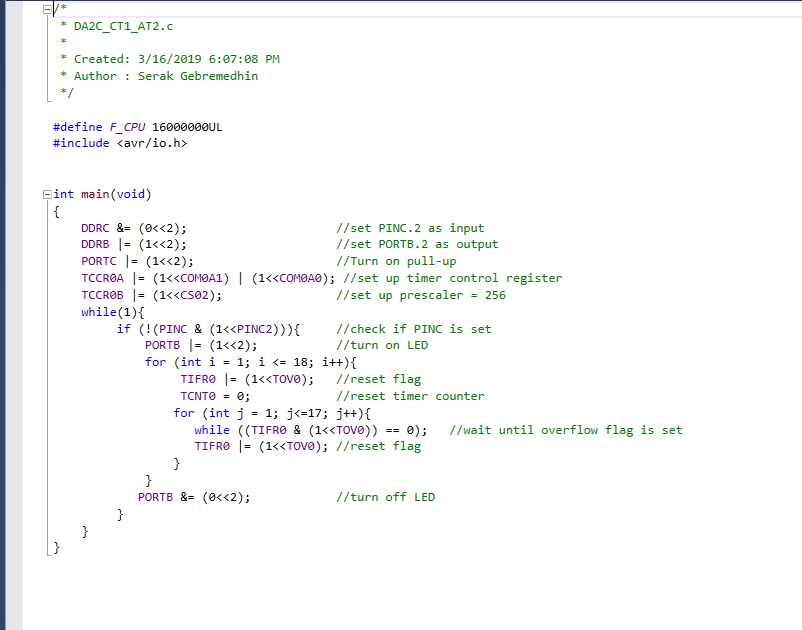 /*
 * DA2C_CT1_AT2.c
 *
 * Created: 3/16/2019 6:07:08 PM
 * Author : Serak Gebremedhin
 */

#define F_CPU 16000000UL
#include <avr/io.h>


int main(void)
{
    DDRC &= (0<<2);                     //set PINC.2 as input
    DDRB |= (1<<2);                     //set PORTB.2 as output
    PORTC |= (1<<2);                    //Turn on pull-up
    TCCR0A |= (1<<COM0A1) | (1<<COM0A0); //set up timer control register
    TCCR0B |= (1<<CS02);                //set up prescaler = 256
    while(1){
         if (!(PINC & (1<<PINC2))){     //check if PINC is set
             PORTB |= (1<<2);           //turn on LED
             for (int i = 1; i <= 18; i++){
                  TIFR0 |= (1<<TOV0);   //reset flag
                  TCNT0 = 0;            //reset timer counter
                 for (int j = 1; j<=17; j++){
                    while ((TIFR0 & (1<<TOV0)) == 0);   //wait until overflow flag is set
                    TIFR0 |= (1<<TOV0); //reset flag
                 }
             }
            PORTB &= (0<<2);            //turn off LED
         }
    }
}